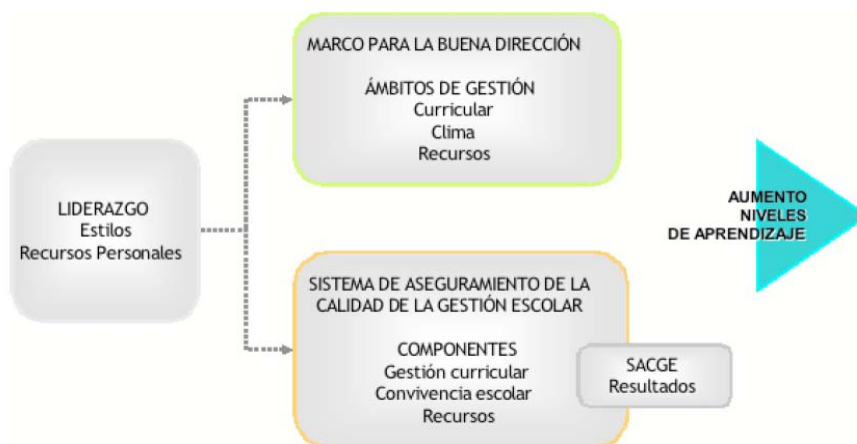 MARCO PARA LA BUENA DIRECCIÓN
ÁMBITOS DE GESTIÓN
Curricular
Clima
Recursos
LIDERAZGO
Estilos
Recursos Personales
AUMENTO
NIVELES
DE APRENDIZAJE
SISTEMA DE ASEGURAMIENTO DE LA
CALIDAD DE LA GESTIÓN ESCOLAR
COMPONENTES
Gestión curricular
Convivencia escolar
Recursos
SACGE
Resultados